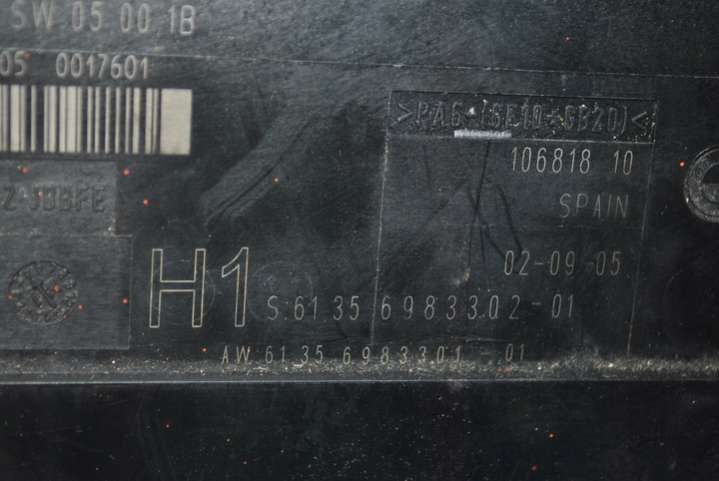 SW 05 00 1B
05 0017601
>PA6-(GF10+GB20)<
106818 10
SPAIN
02-09-05
H1 S:61.35 6983302-01
AW 61.35 6983301 -01